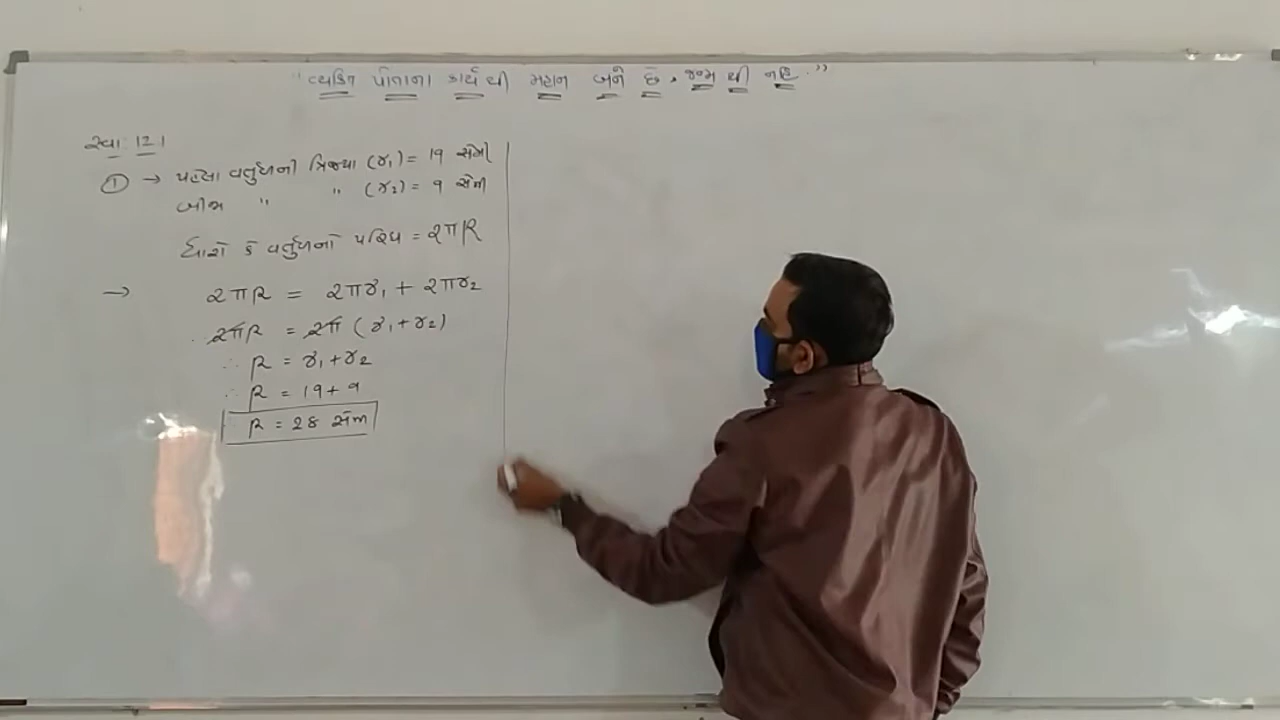 "વ્યકિત પોતાના કાર્ય થી મહાન બને છે, જન્મ થી નહિ."
સ્વા: 12.1
① → પહેલા વર્તુળની ત્રિજ્યા (r₁) = 19 સેમી
બીજા " " (r₂) = 9 સેમી
ધારો કે વર્તુળનો પરિઘ = 2πR
→ 2πR = 2πr₁ + 2πr₂
2πR = 2π (r₁+r₂)
∴ R = r₁+r₂
∴ R = 19+9
R = 28 સેમી